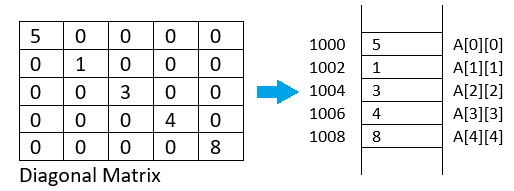 5 0 0 0 0
0 1 0 0 0
0 0 3 0 0
0 0 0 4 0
0 0 0 0 8
Diagonal Matrix
1000 5 A[0][0]
1002 1 A[1][1]
1004 3 A[2][2]
1006 4 A[3][3]
1008 8 A[4][4]